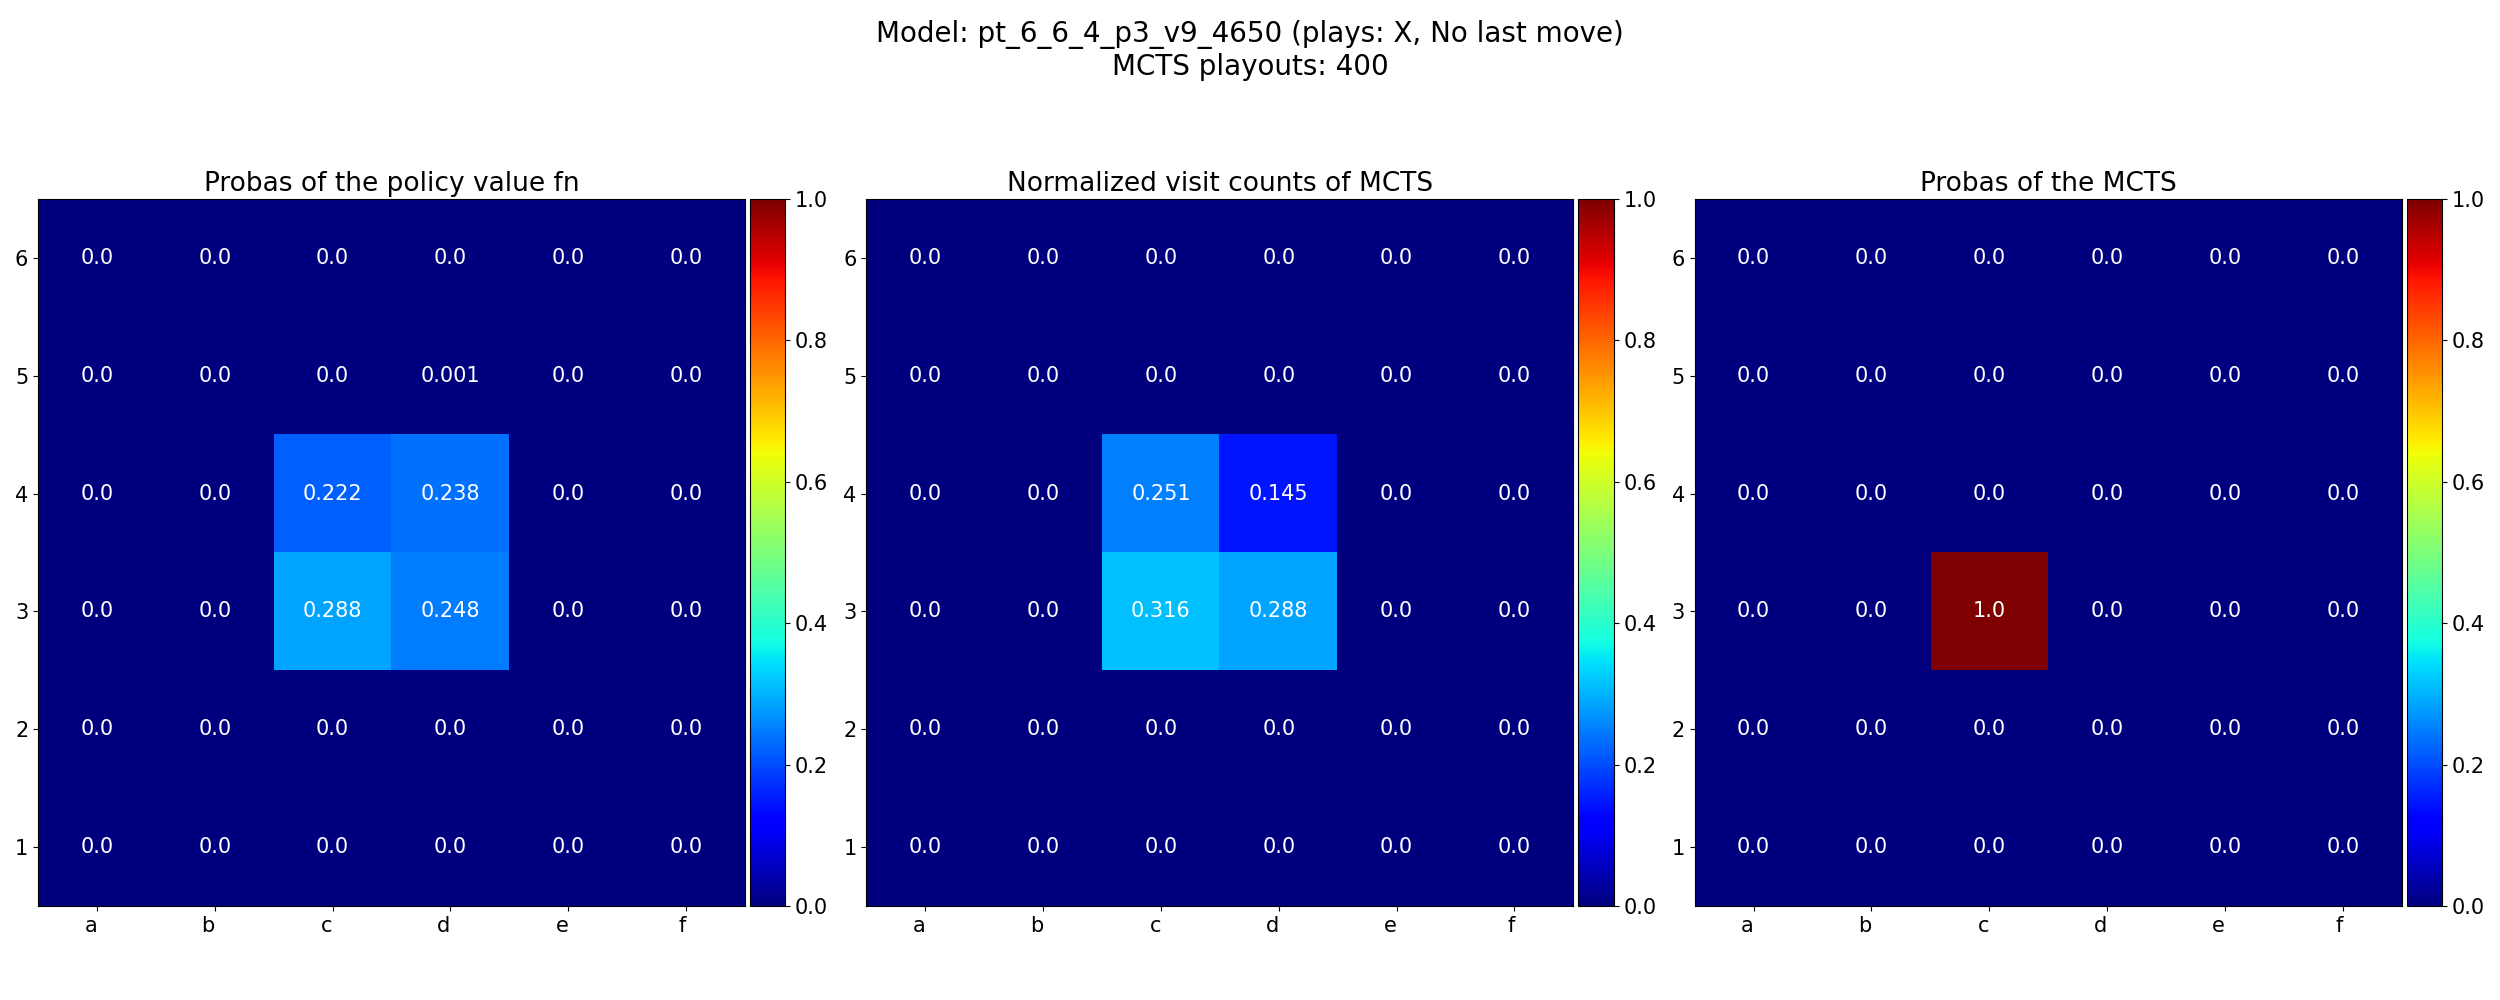 Model: pt_6_6_4_p3_v9_4650 (plays: X, No last move)
MCTS playouts: 400
Probas of the policy value fn
6 0.0 0.0 0.0 0.0 0.0 0.0
5 0.0 0.0 0.0 0.001 0.0 0.0
4 0.0 0.0 0.222 0.238 0.0 0.0
3 0.0 0.0 0.288 0.248 0.0 0.0
2 0.0 0.0 0.0 0.0 0.0 0.0
1 0.0 0.0 0.0 0.0 0.0 0.0
a b c d e f
1.0
0.8
0.6
0.4
0.2
0.0
Normalized visit counts of MCTS
6 0.0 0.0 0.0 0.0 0.0 0.0
5 0.0 0.0 0.0 0.0 0.0 0.0
4 0.0 0.0 0.251 0.145 0.0 0.0
3 0.0 0.0 0.316 0.288 0.0 0.0
2 0.0 0.0 0.0 0.0 0.0 0.0
1 0.0 0.0 0.0 0.0 0.0 0.0
a b c d e f
1.0
0.8
0.6
0.4
0.2
0.0
Probas of the MCTS
6 0.0 0.0 0.0 0.0 0.0 0.0
5 0.0 0.0 0.0 0.0 0.0 0.0
4 0.0 0.0 0.0 0.0 0.0 0.0
3 0.0 0.0 1.0 0.0 0.0 0.0
2 0.0 0.0 0.0 0.0 0.0 0.0
1 0.0 0.0 0.0 0.0 0.0 0.0
a b c d e f
1.0
0.8
0.6
0.4
0.2
0.0